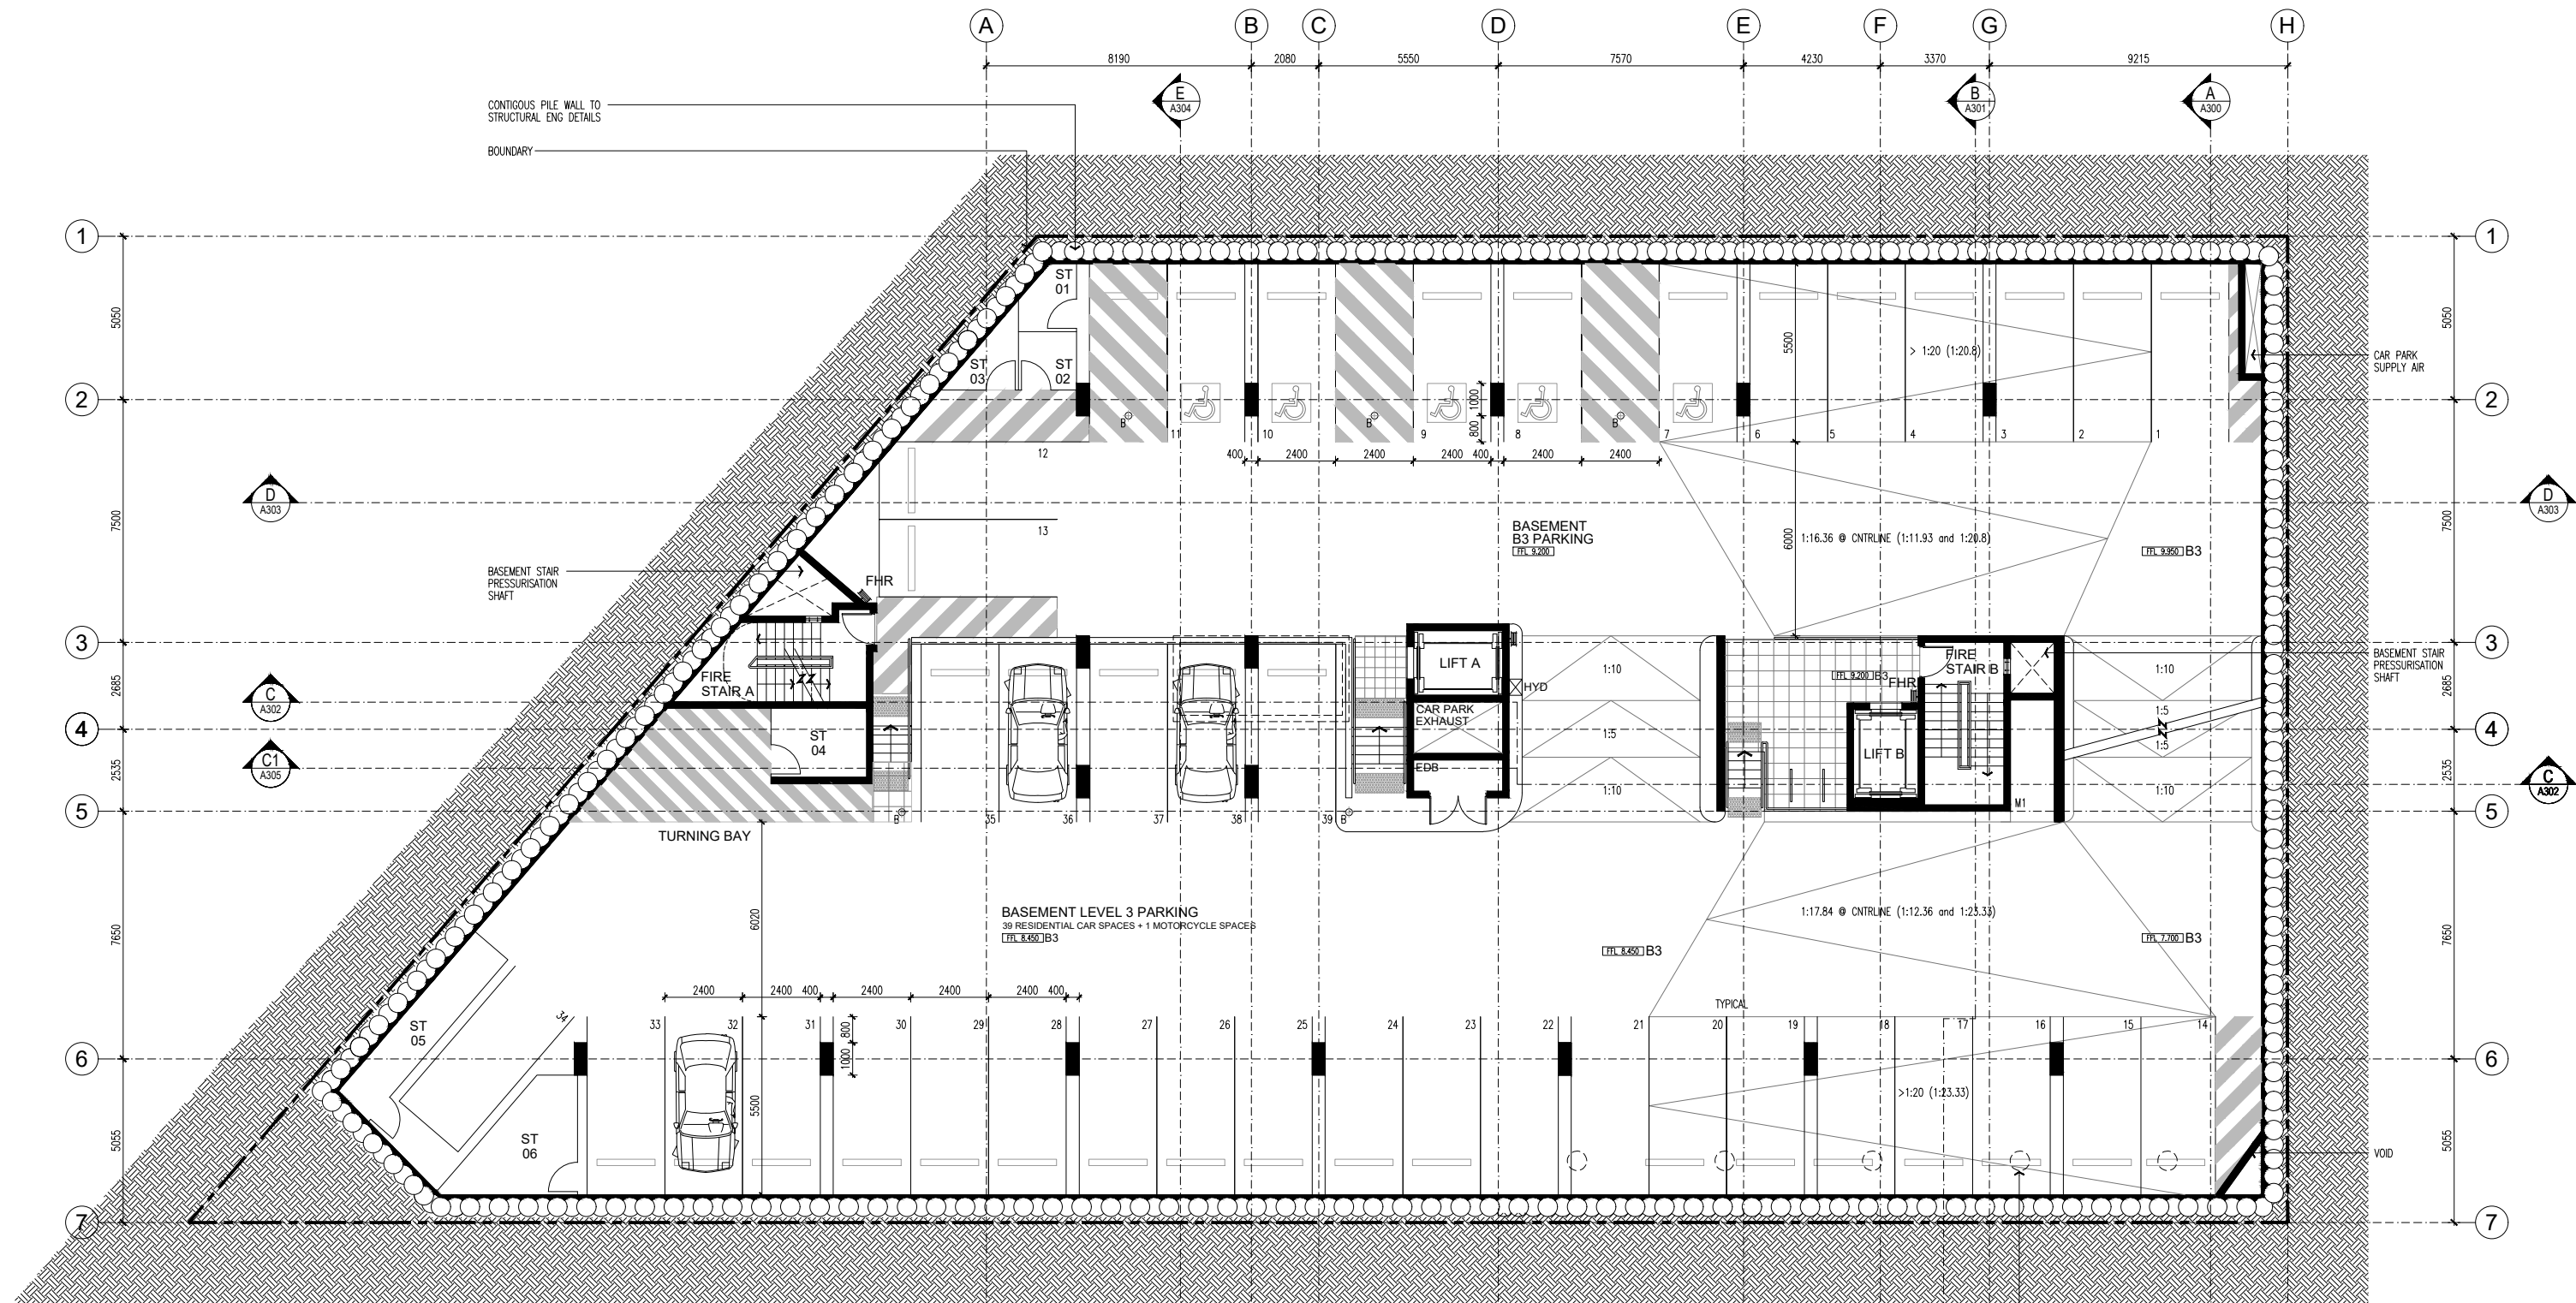 A B C D E F G H
8190 2080 5550 7570 4230 3370 9215
E
A304
B
A301
A
A300
CONTIGOUS PILE WALL TO
STRUCTURAL ENG DETAILS
BOUNDARY
1 1
ST
01
5050 5050
5500
> 1:20 (1:20.8)
CAR PARK
SUPPLY AIR
ST
03
ST
02
2 2
1000
800
B B B
11 10 9 8 7 6 5 4 3 2 1
12
400 2400 2400 2400 400 2400 2400
D
A303
D
A303
7500 7500
13
BASEMENT
B3 PARKING
FFL 9.200
6000
1:16.36 @ CNTRLINE (1:11.93 and 1:20.8)
FFL 9.950 B3
BASEMENT STAIR
PRESSURISATION
SHAFT
FHR
3 3
LIFT A
1:10
FIRE
STAIR B
1:10
BASEMENT STAIR
PRESSURISATION
SHAFT
2685 2685
FIRE
STAIR A
HYD
FFL 9.200 B3
FHR
C
A302
CAR PARK
EXHAUST
1:5
4 4
ST
04
1:5
1:5
LIFT B
C1
A305
2535 2535
EDB
1:10
1:10
C
A302
M1
5 5
B 35 36 37 38 39 B
TURNING BAY
6020
BASEMENT LEVEL 3 PARKING
39 RESIDENTIAL CAR SPACES + 1 MOTORCYCLE SPACES
FFL 8.450 B3
1:17.84 @ CNTRLINE (1:12.36 and 1:23.33)
FFL 8.450 B3
FFL 7.700 B3
7650 7650
2400 2400 400 2400 2400 2400 400
TYPICAL
34 33 32 31 30 29 28 27 26 25 24 23 22 21 20 19 18 17 16 15 14
800
1000
ST
05
6 6
5500
>1:20 (1:23.33)
5055 5055
ST
06
VOID
7 7